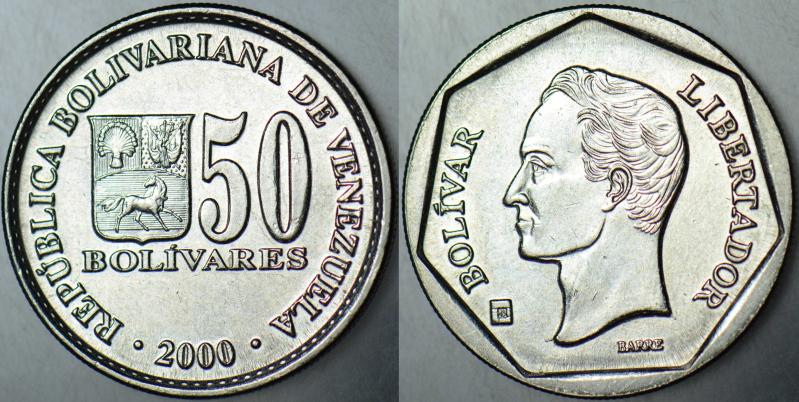 REPÚBLICA BOLIVARIANA DE VENEZUELA
50
BOLÍVARES
· 2000 ·
BOLÍVAR
LIBERTADOR
BARRE